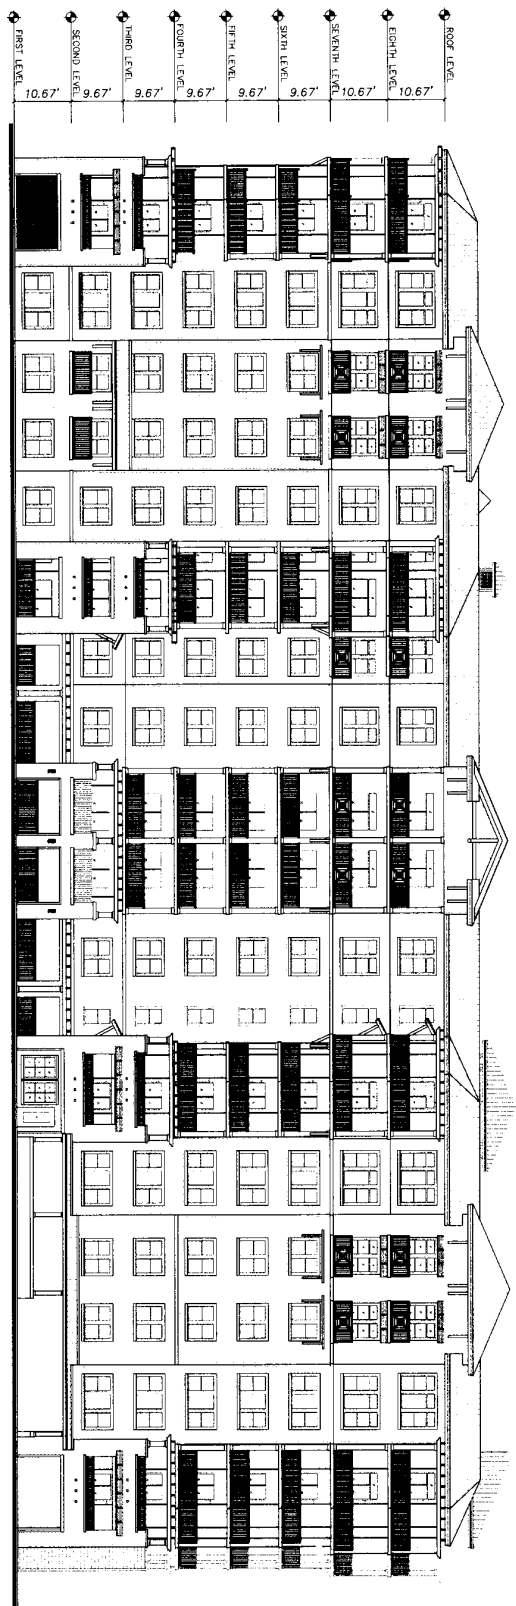 ROOF LEVEL
10.67'
EIGHTH LEVEL
10.67'
SEVENTH LEVEL
9.67'
SIXTH LEVEL
9.67'
FIFTH LEVEL
9.67'
FOURTH LEVEL
9.67'
THIRD LEVEL
9.67'
SECOND LEVEL
10.67'
FIRST LEVEL